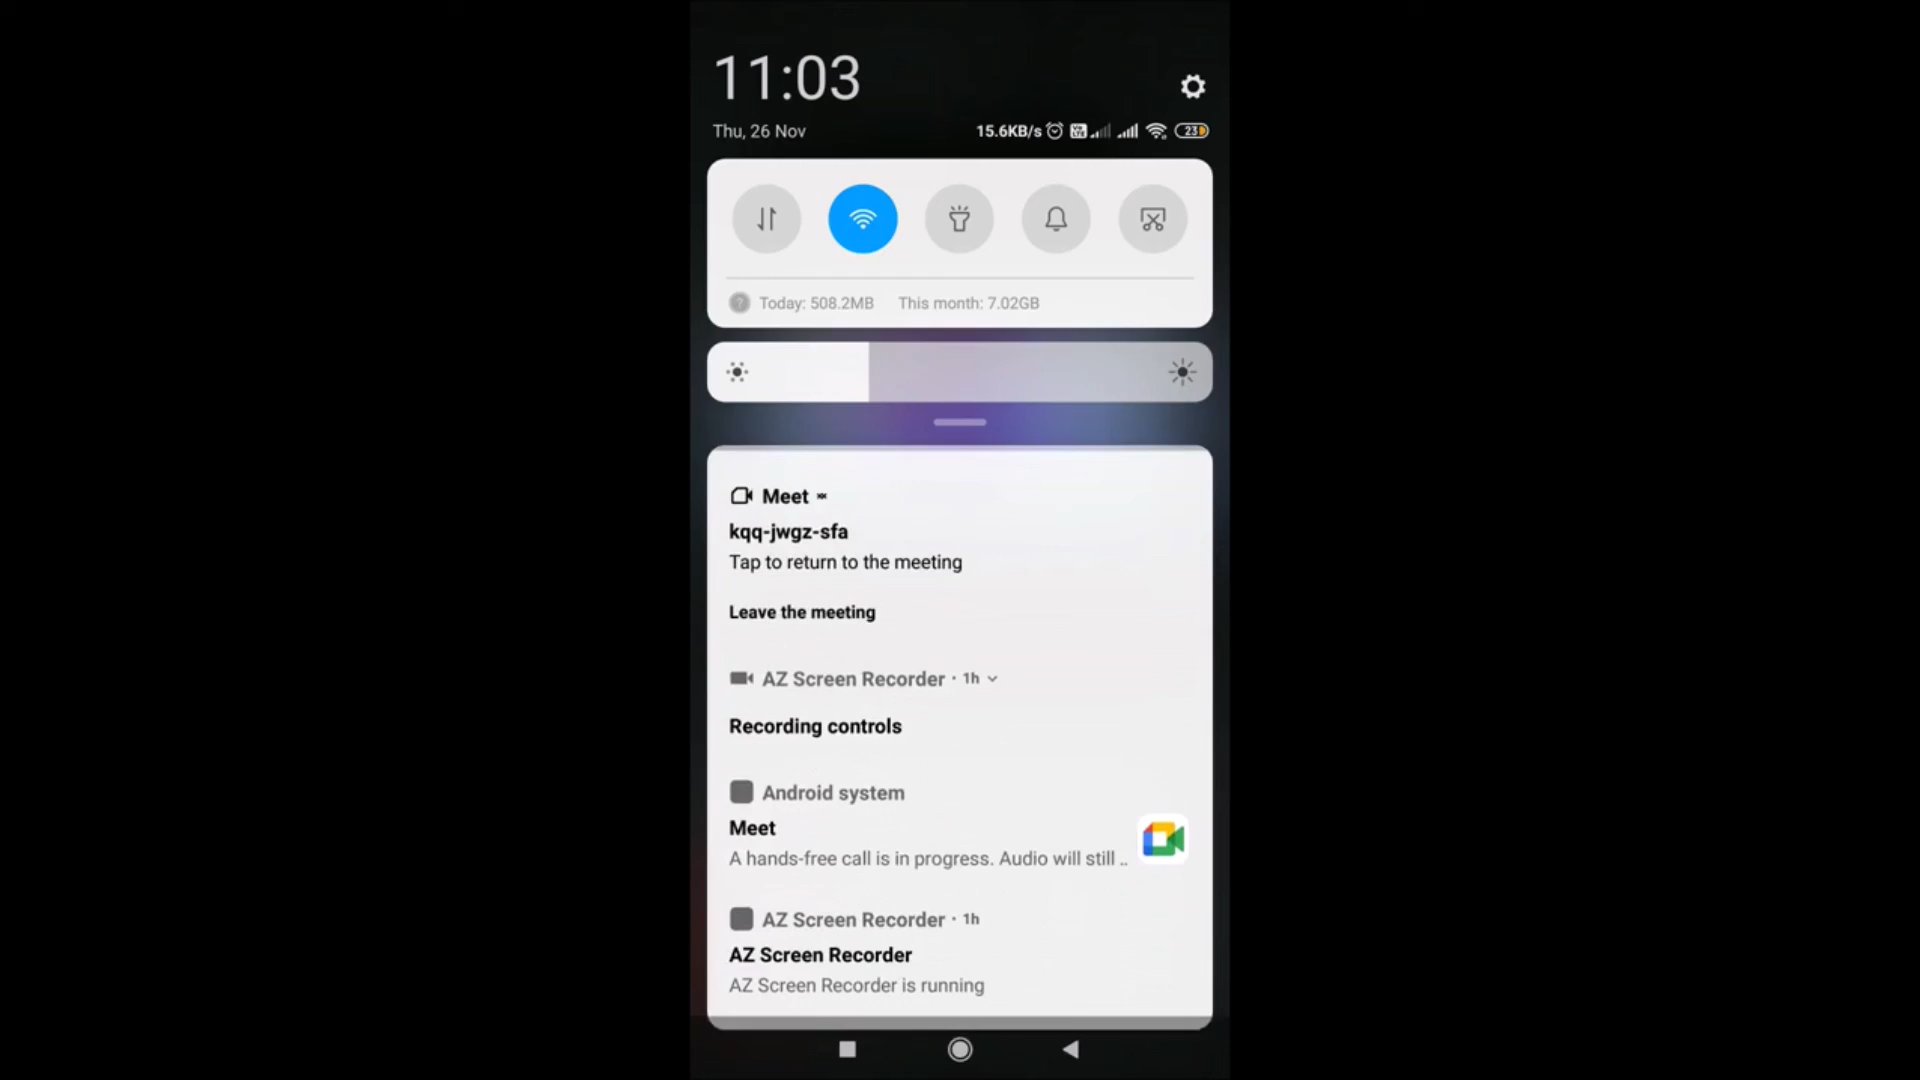 11:03
Thu, 26 Nov
15.6KB/s
23
Today: 508.2MB This month: 7.02GB
Meet
kqq-jwgz-sfa
Tap to return to the meeting
Leave the meeting
AZ Screen Recorder · 1h
Recording controls
Android system
Meet
A hands-free call is in progress. Audio will still ..
AZ Screen Recorder · 1h
AZ Screen Recorder
AZ Screen Recorder is running